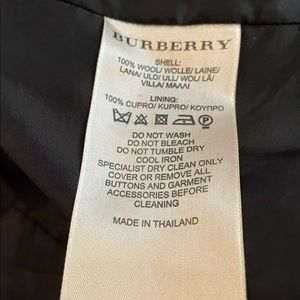 BURBERRY
SHELL:
100% WOOL/ WOLLE/ LAINE/
LANA/ ULD/ ULL/ WOL/ LÃ/
VILLA/ ΜΑΛΛΙ
LINING:
100% CUPRO/ KUPRO/ ΚΟΥΠΡΟ
DO NOT WASH
DO NOT BLEACH
DO NOT TUMBLE DRY
COOL IRON
SPECIALIST DRY CLEAN ONLY
COVER OR REMOVE ALL
BUTTONS AND GARMENT
ACCESSORIES BEFORE
CLEANING
MADE IN THAILAND